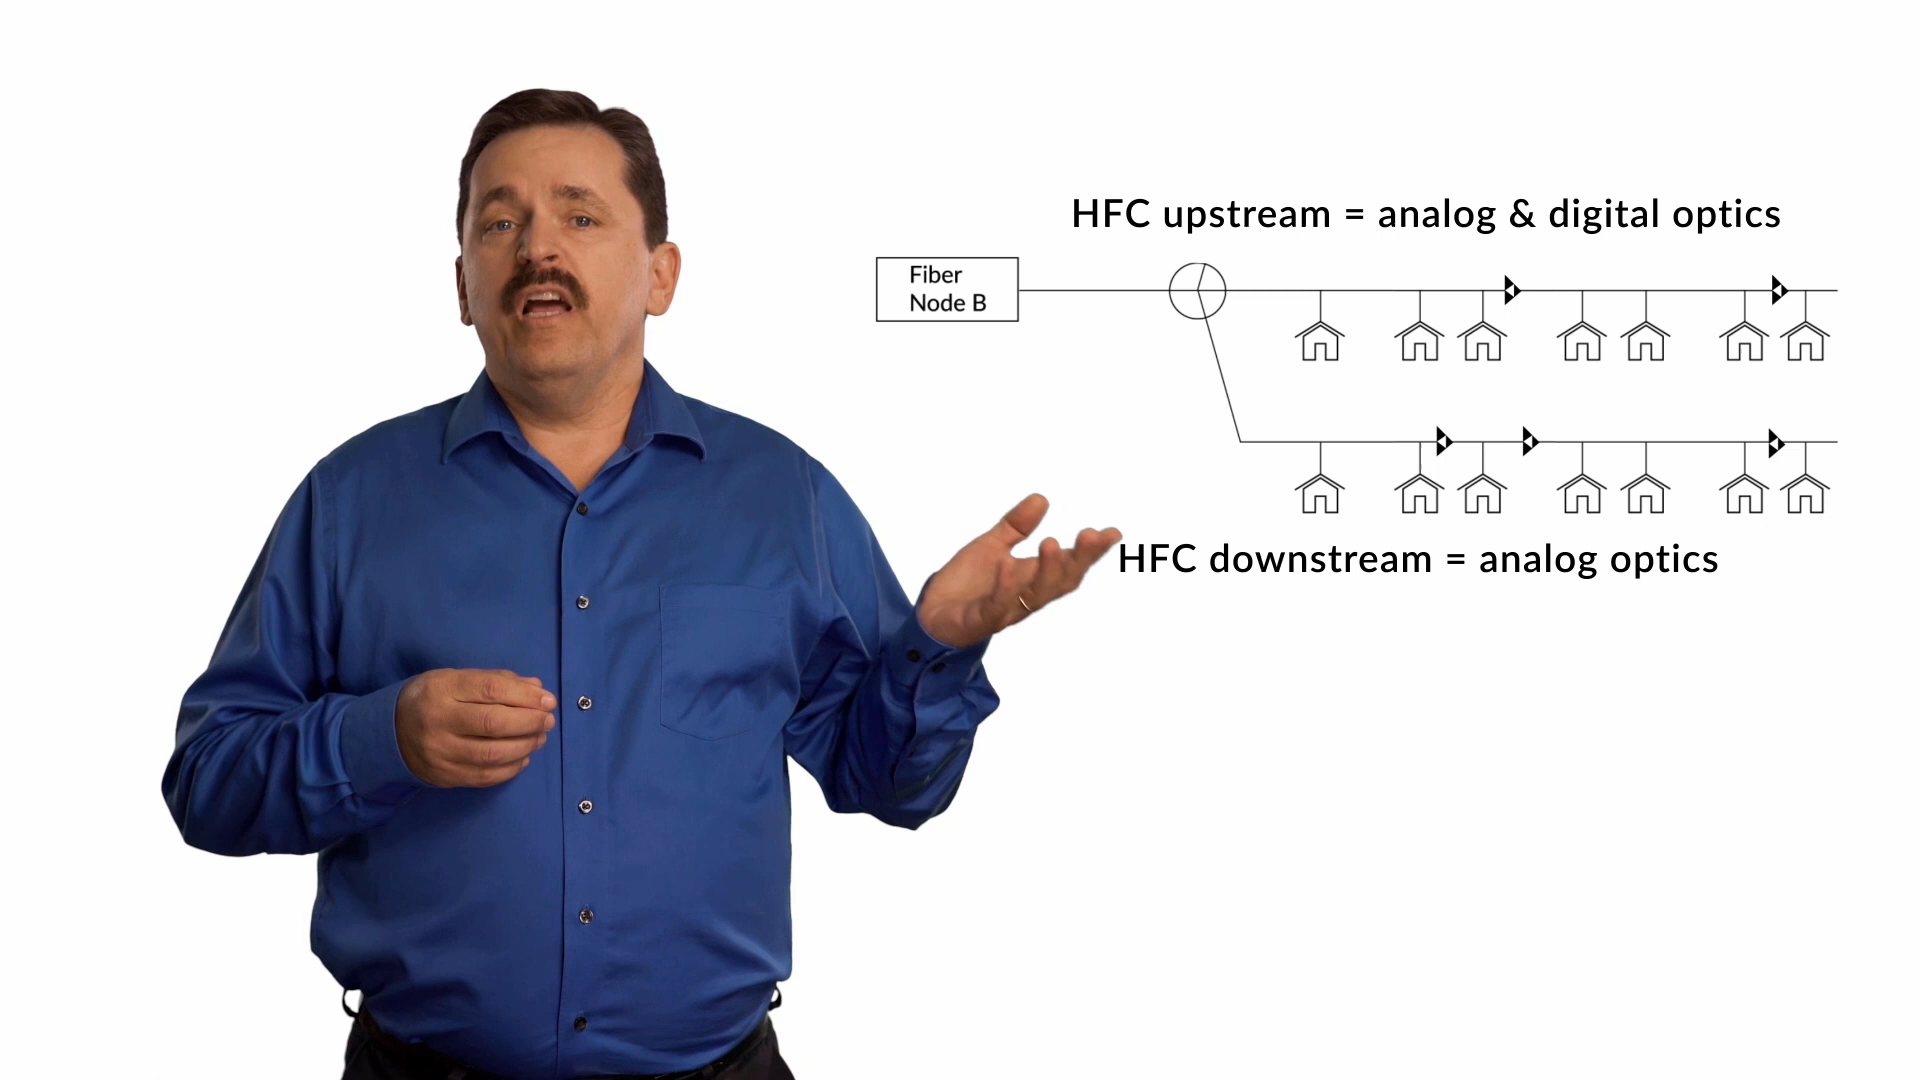 HFC upstream = analog & digital optics
Fiber
Node B
HFC downstream = analog optics